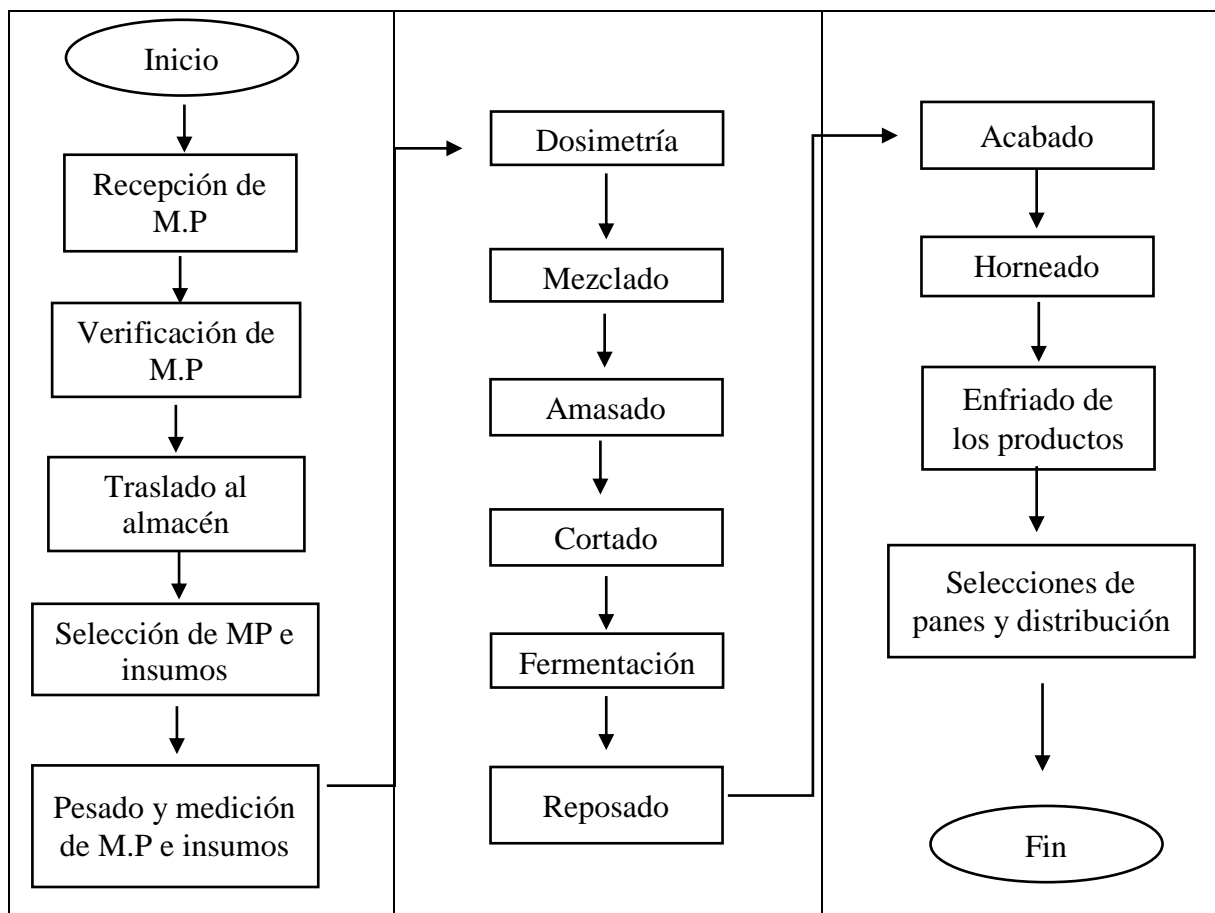 Inicio
Recepción de
M.P
Verificación de
M.P
Traslado al
almacén
Selección de MP e
insumos
Pesado y medición
de M.P e insumos
Dosimetría
Mezclado
Amasado
Cortado
Fermentación
Reposado
Acabado
Horneado
Enfriado de
los productos
Selecciones de
panes y distribución
Fin